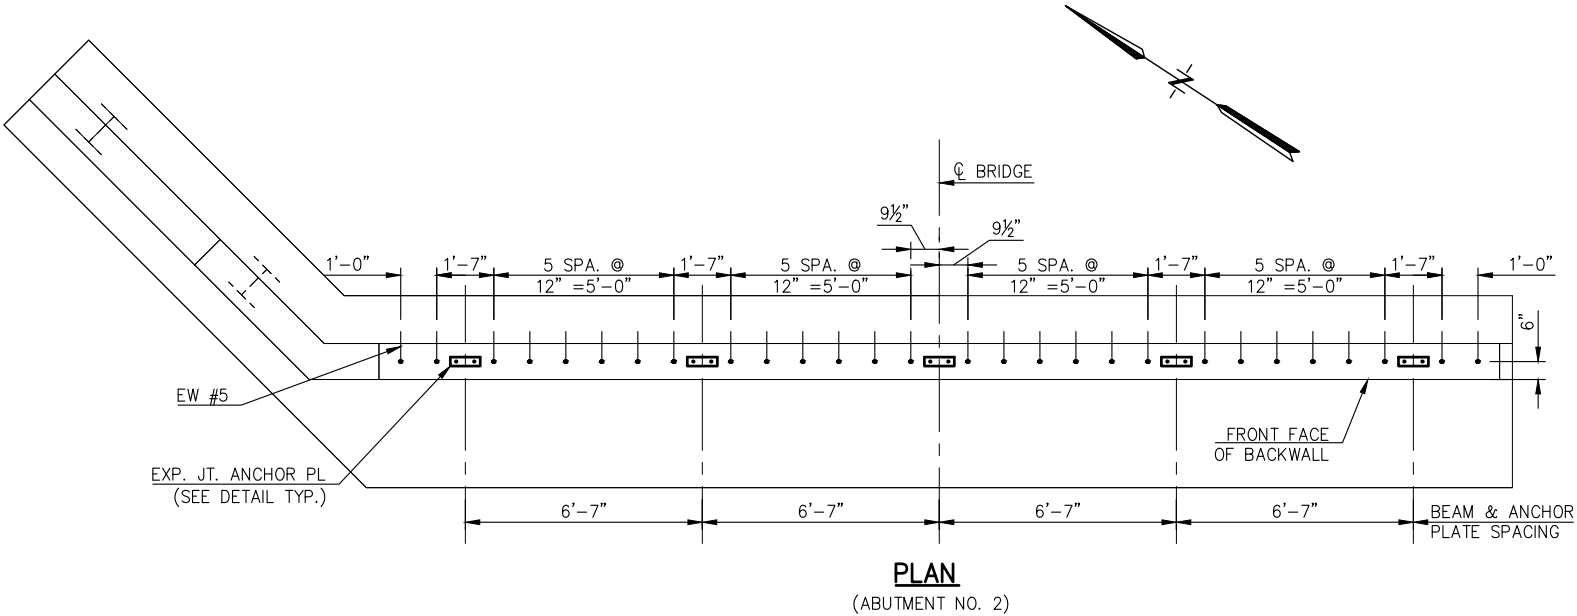 N
℄ BRIDGE
9½"
9½"
1'-0"
1'-7"
5 SPA. @
12" =5'-0"
1'-7"
5 SPA. @
12" =5'-0"
5 SPA. @
12" =5'-0"
1'-7"
5 SPA. @
12" =5'-0"
1'-7"
1'-0"
6"
EW #5
FRONT FACE
OF BACKWALL
EXP. JT. ANCHOR PL
(SEE DETAIL TYP.)
6'-7"
6'-7"
6'-7"
6'-7"
BEAM & ANCHOR
PLATE SPACING
PLAN
(ABUTMENT NO. 2)